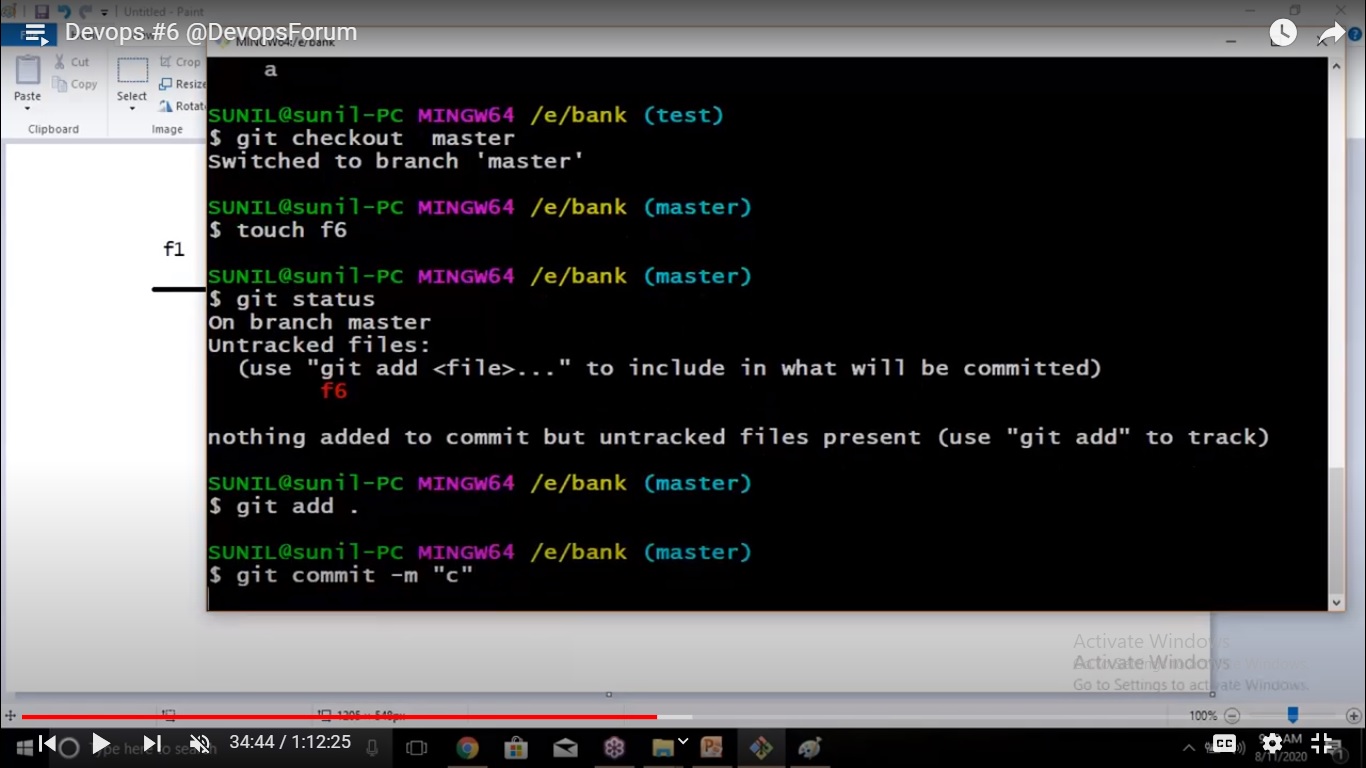 Untitled - Paint
Devops #6 @DevopsForum
MINGW64:/e/bank
Cut
Copy
Paste
Clipboard
Crop
Resize
Select
Image
f1
a
SUNIL@sunil-PC MINGW64 /e/bank (test)
$ git checkout  master
Switched to branch 'master'
SUNIL@sunil-PC MINGW64 /e/bank (master)
$ touch f6
SUNIL@sunil-PC MINGW64 /e/bank (master)
$ git status
On branch master
Untracked files:
(use "git add <file>..." to include in what will be committed)
f6
nothing added to commit but untracked files present (use "git add" to track)
SUNIL@sunil-PC MINGW64 /e/bank (master)
$ git add .
SUNIL@sunil-PC MINGW64 /e/bank (master)
$ git commit -m "c"
Activate Windows
Activate Windows
Go to Settings to activate Windows.
100%
34:44 / 1:12:25
CC
AM
8/11/2020